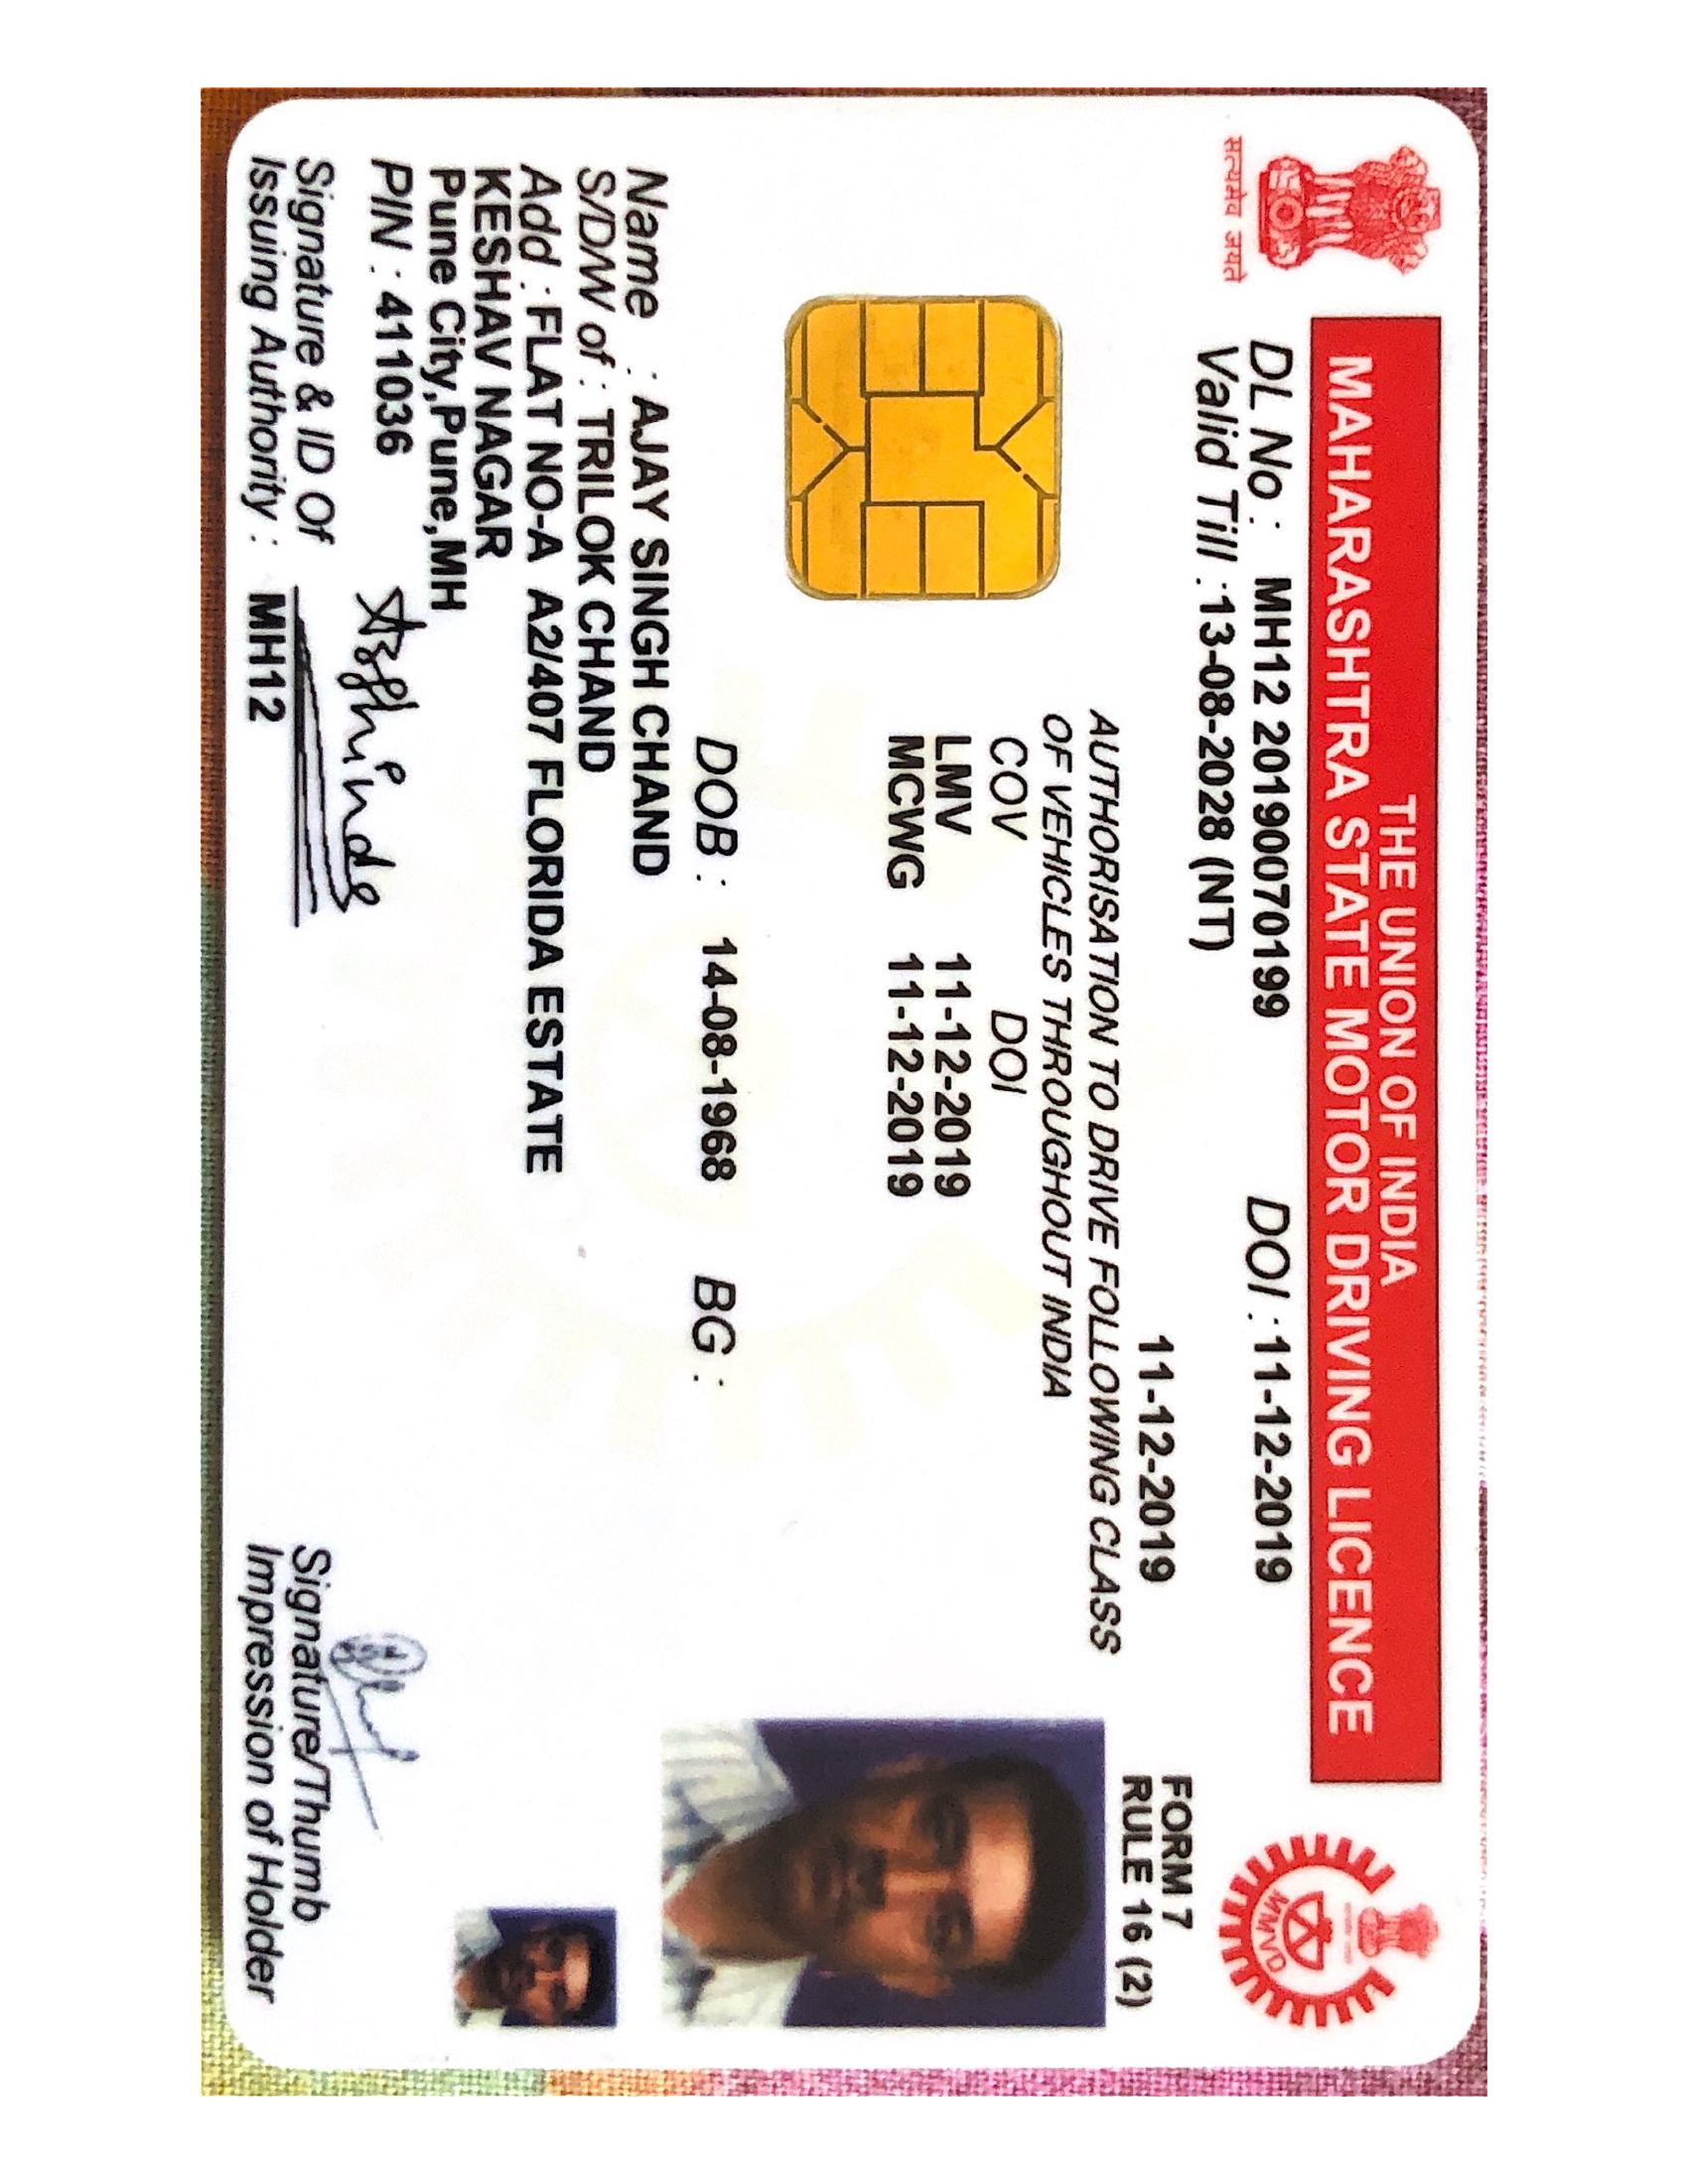 THE UNION OF INDIA
MAHARASHTRA STATE MOTOR DRIVING LICENCE
सत्यमेव जयते
MMVD
DL No : MH12 20190070199 DOI : 11-12-2019
Valid Till : 13-08-2028 (NT)
11-12-2019
FORM 7
RULE 16 (2)
AUTHORISATION TO DRIVE FOLLOWING CLASS
OF VEHICLES THROUGHOUT INDIA
COV DOI
LMV 11-12-2019
MCWG 11-12-2019
DOB : 14-08-1968 BG :
Name : AJAY SINGH CHAND
S/D/W of : TRILOK CHAND
Add : FLAT NO-A A2/407 FLORIDA ESTATE
KESHAV NAGAR
Pune City,Pune,MH
PIN : 411036
Signature & ID Of
Issuing Authority : MH12
Signature/Thumb
Impression of Holder